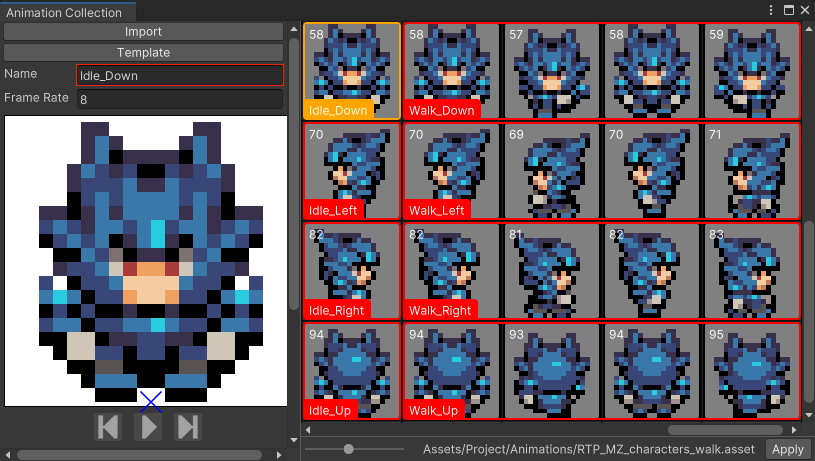 Animation Collection
Import
Template
Name Idle_Down
Frame Rate 8
58 58 57 58 59
Idle_Down Walk_Down
70 70 69 70 71
Idle_Left Walk_Left
82 82 81 82 83
Idle_Right Walk_Right
94 94 93 94 95
Idle_Up Walk_Up
Assets/Project/Animations/RTP_MZ_characters_walk.asset Apply